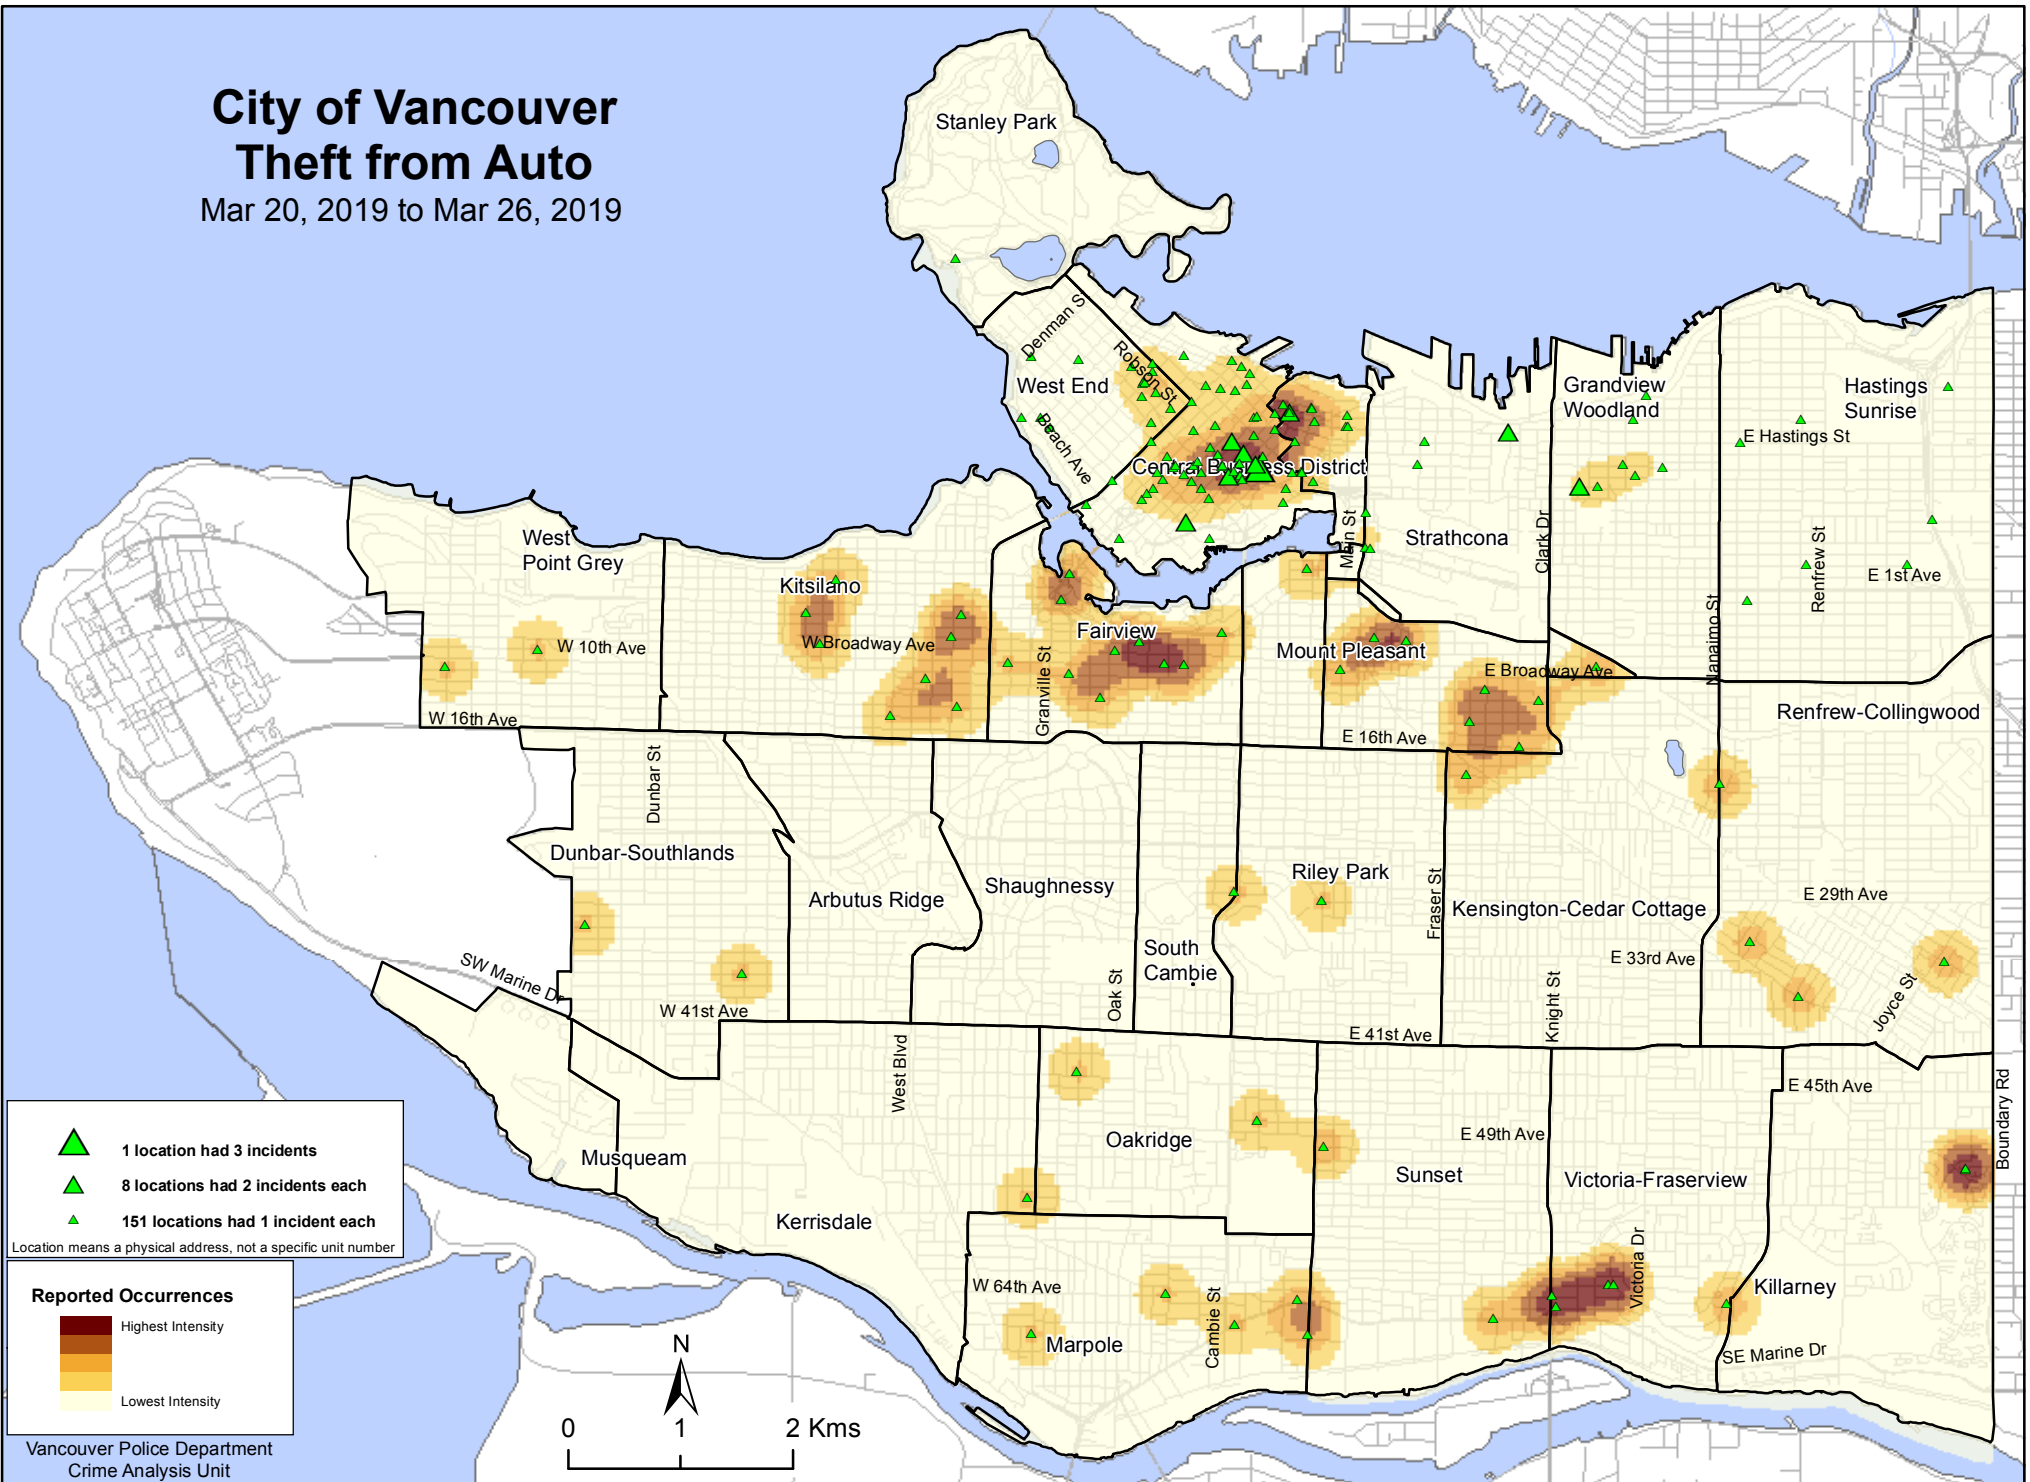 City of Vancouver
Theft from Auto
Mar 20, 2019 to Mar 26, 2019
Stanley Park
Denman S
Robson St
West End
Beach Ave
Central Business District
Grandview
Woodland
Hastings
Sunrise
E Hastings St
Main St
Strathcona
Clark Dr
Renfrew St
E 1st Ave
Nanaimo St
West
Point Grey
Kitsilano
W 10th Ave
W Broadway Ave
W 16th Ave
Fairview
Granville St
Mount Pleasant
E Broadway Ave
E 16th Ave
Renfrew-Collingwood
Dunbar St
Dunbar-Southlands
Arbutus Ridge
Shaughnessy
South
Cambie
Oak St
Riley Park
Fraser St
Kensington-Cedar Cottage
E 29th Ave
E 33rd Ave
Knight St
Joyce St
SW Marine Dr
W 41st Ave
E 41st Ave
West Blvd
E 45th Ave
Boundary Rd
Musqueam
Kerrisdale
Oakridge
E 49th Ave
Sunset
Victoria-Fraserview
Victoria Dr
Killarney
W 64th Ave
Marpole
Cambie St
SE Marine Dr
1 location had 3 incidents
8 locations had 2 incidents each
151 locations had 1 incident each
Location means a physical address, not a specific unit number
Reported Occurrences
Highest Intensity
Lowest Intensity
Vancouver Police Department
Crime Analysis Unit
N
0 1 2 Kms